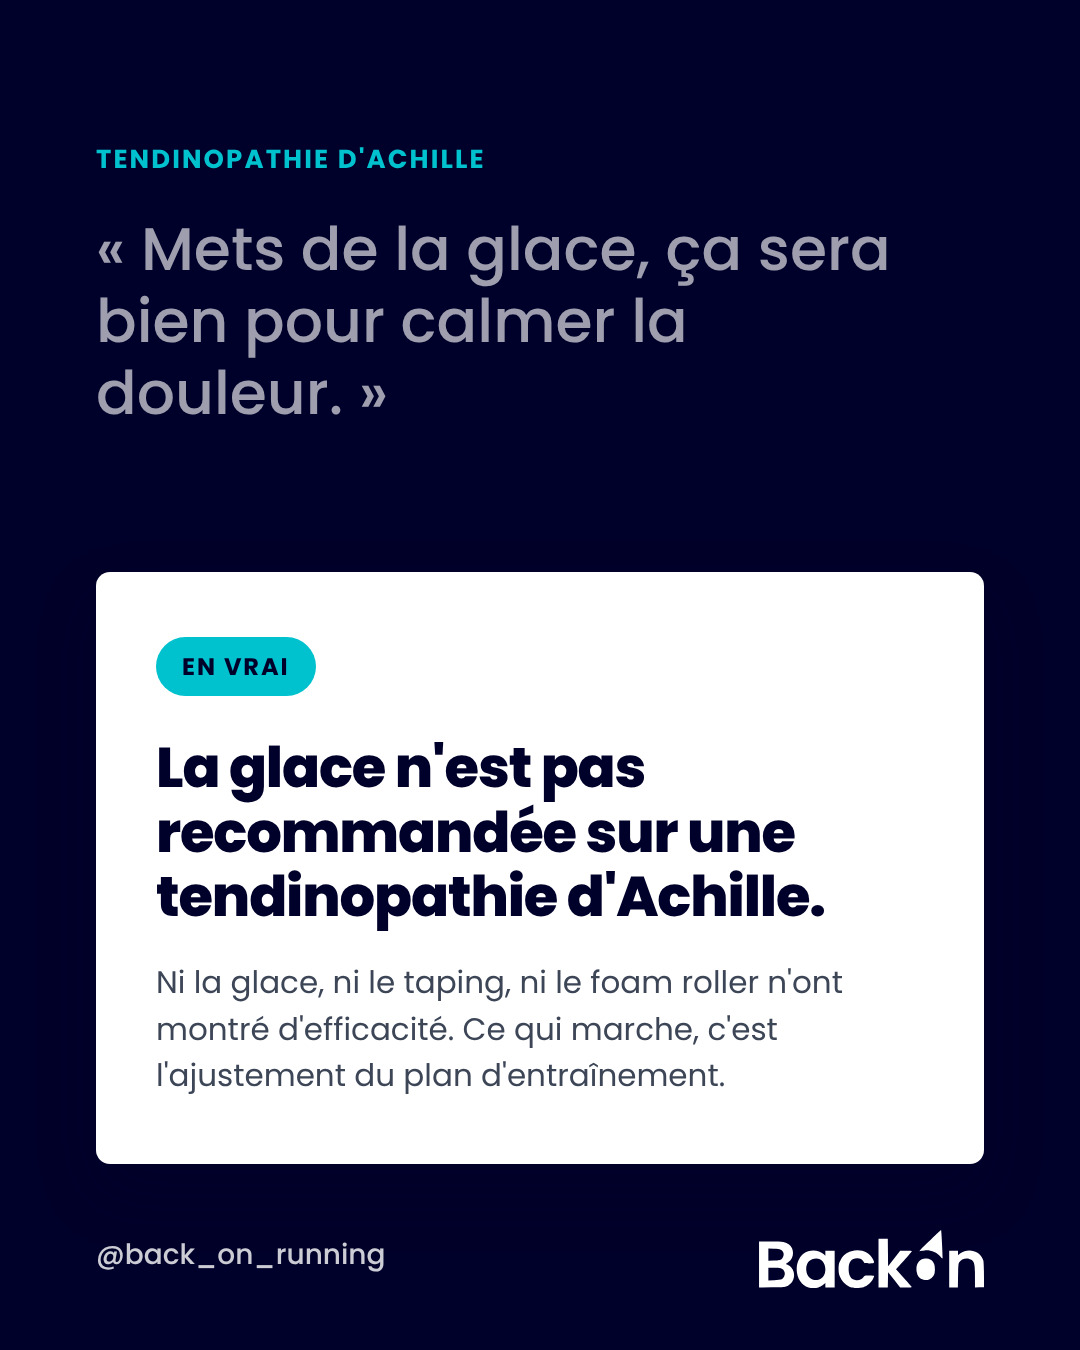 TENDINOPATHIE D'ACHILLE
« Mets de la glace, ça sera
bien pour calmer la
douleur. »
EN VRAI
La glace n'est pas
recommandée sur une
tendinopathie d'Achille.
Ni la glace, ni le taping, ni le foam roller n'ont
montré d'efficacité. Ce qui marche, c'est
l'ajustement du plan d'entraînement.
@back_on_running
BackOn